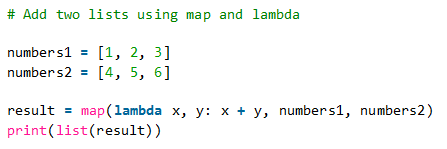 # Add two lists using map and lambda
numbers1 = [1, 2, 3]
numbers2 = [4, 5, 6]
result = map(lambda x, y: x + y, numbers1, numbers2)
print(list(result))